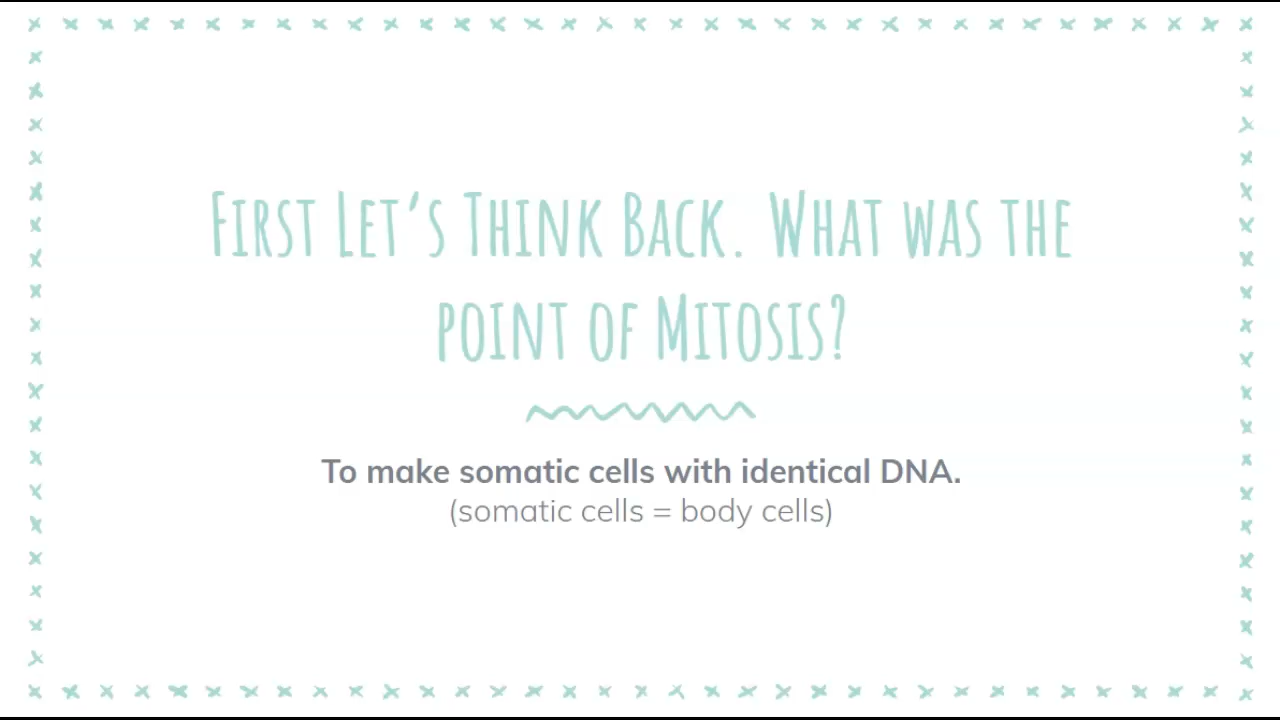 First Let's Think Back. What was the
point of Mitosis?
To make somatic cells with identical DNA.
(somatic cells = body cells)